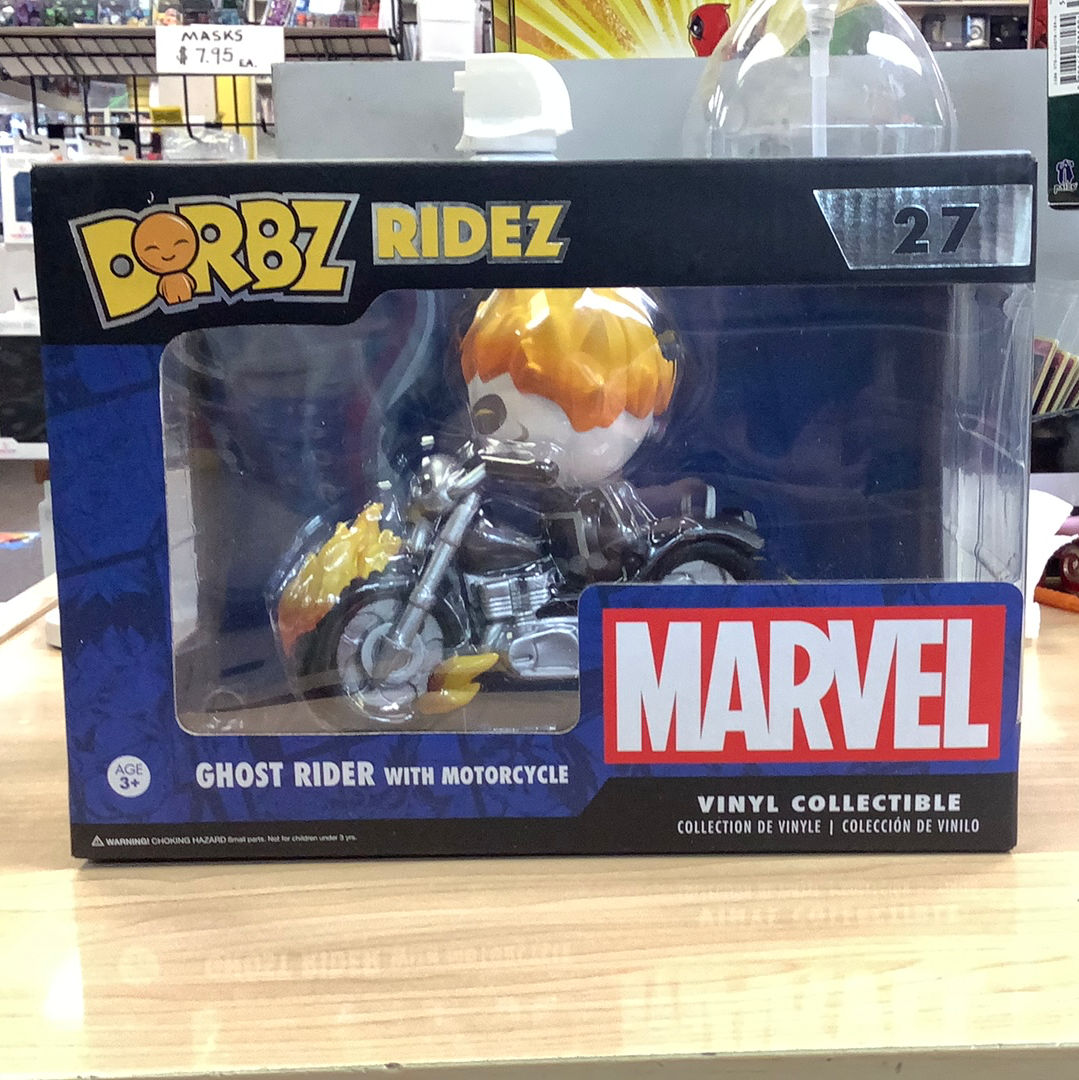 MASKS
$7.95 EA.
DORBZ RIDEZ
27
MARVEL
AGE
3+
GHOST RIDER WITH MOTORCYCLE
VINYL COLLECTIBLE
COLLECTION DE VINYLE | COLECCIÓN DE VINILO
WARNING! CHOKING HAZARD Small parts. Not for children under 3 yrs.